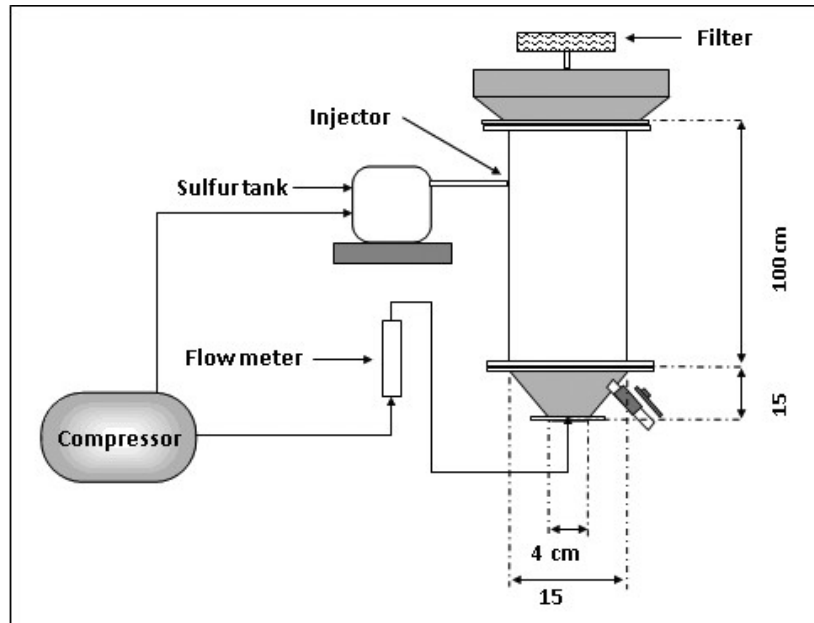 Filter
Injector
Sulfur tank
100 cm
Flow meter
15
Compressor
4 cm
15